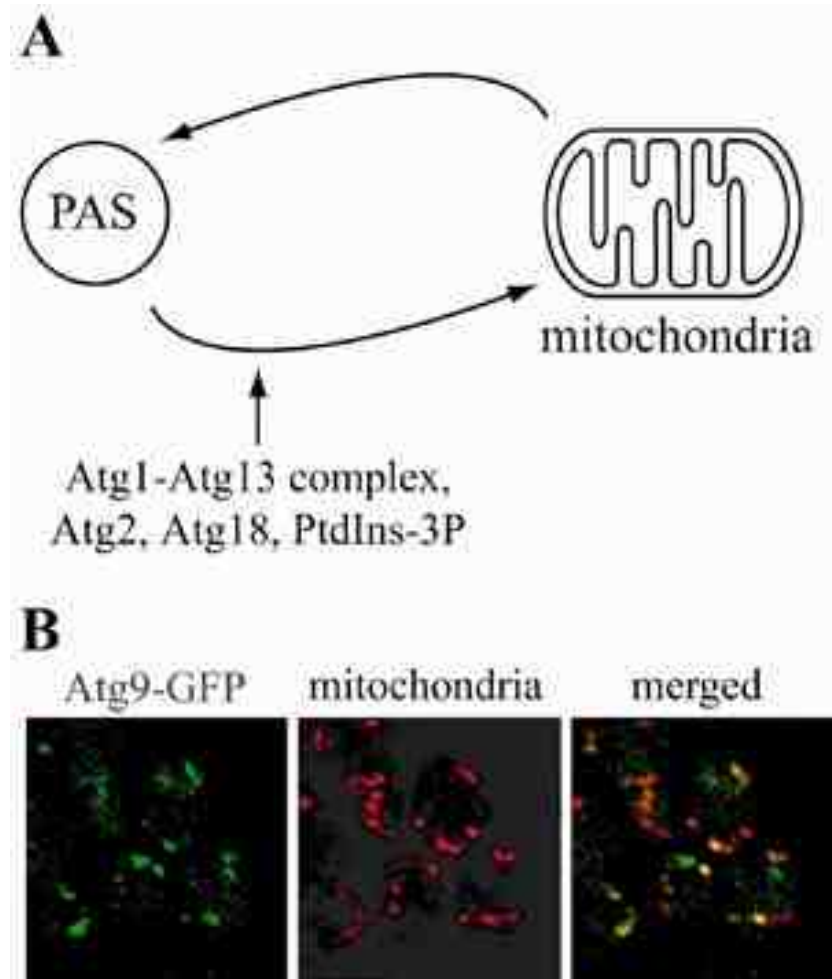 A
PAS
mitochondria
Atg1-Atg13 complex,
Atg2, Atg18, PtdIns-3P
B
Atg9-GFP mitochondria merged